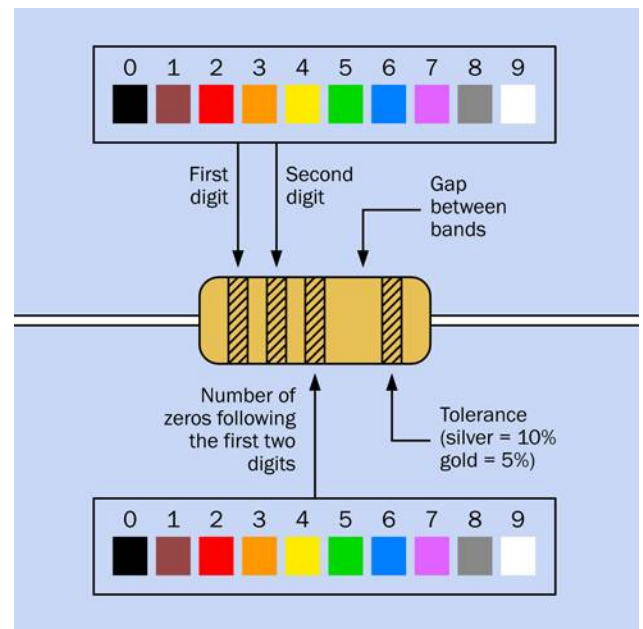 0 1 2 3 4 5 6 7 8 9
First
digit
Second
digit
Gap
between
bands
Number of
zeros following
the first two
digits
Tolerance
(silver = 10%
gold = 5%)
0 1 2 3 4 5 6 7 8 9